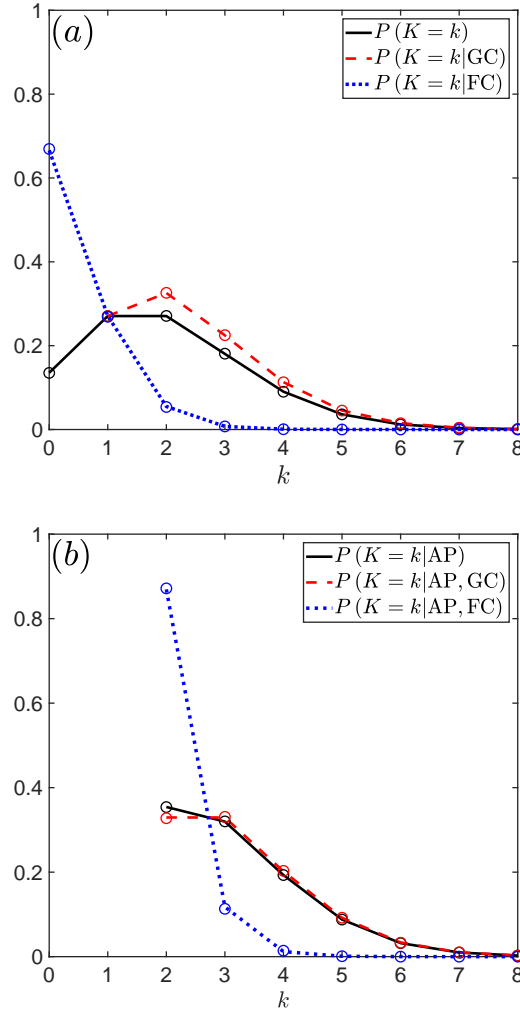 1
(a)
P (K = k)
P (K = k|GC)
P (K = k|FC)
0.8
0.6
0.4
0.2
0
0 1 2 3 4 5 6 7 8
k
1
(b)
P (K = k|AP)
P (K = k|AP, GC)
P (K = k|AP, FC)
0.8
0.6
0.4
0.2
0
0 1 2 3 4 5 6 7 8
k